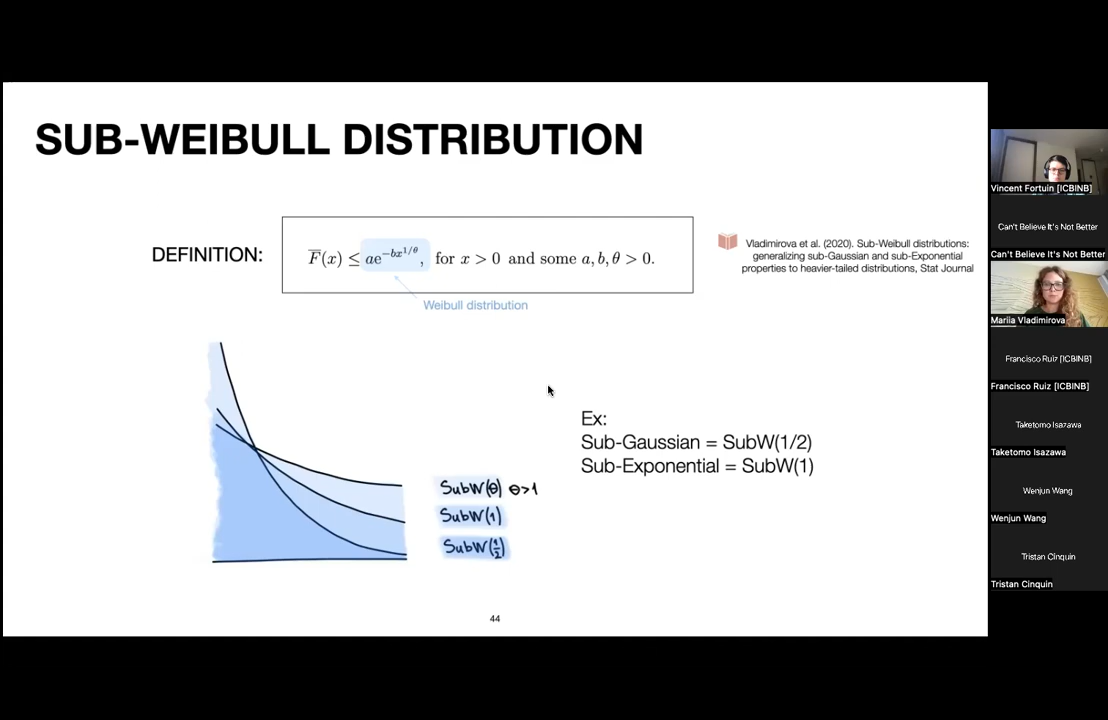 SUB-WEIBULL DISTRIBUTION
DEFINITION:
F̅(x) ≤ ae^{-bx^{1/θ}}, for x > 0 and some a, b, θ > 0.
Weibull distribution
Vladimirova et al. (2020). Sub-Weibull distributions:
generalizing sub-Gaussian and sub-Exponential
properties to heavier-tailed distributions, Stat Journal
SubW(θ) θ>1
SubW(1)
SubW(1/2)
Ex:
Sub-Gaussian = SubW(1/2)
Sub-Exponential = SubW(1)
44
Vincent Fortuin [ICBINB]
Can't Believe It's Not Better
Can't Believe It's Not Better
Mariia Vladimirova
Francisco Ruiz [ICBINB]
Francisco Ruiz [ICBINB]
Taketomo Isazawa
Taketomo Isazawa
Wenjun Wang
Wenjun Wang
Tristan Cinquin
Tristan Cinquin